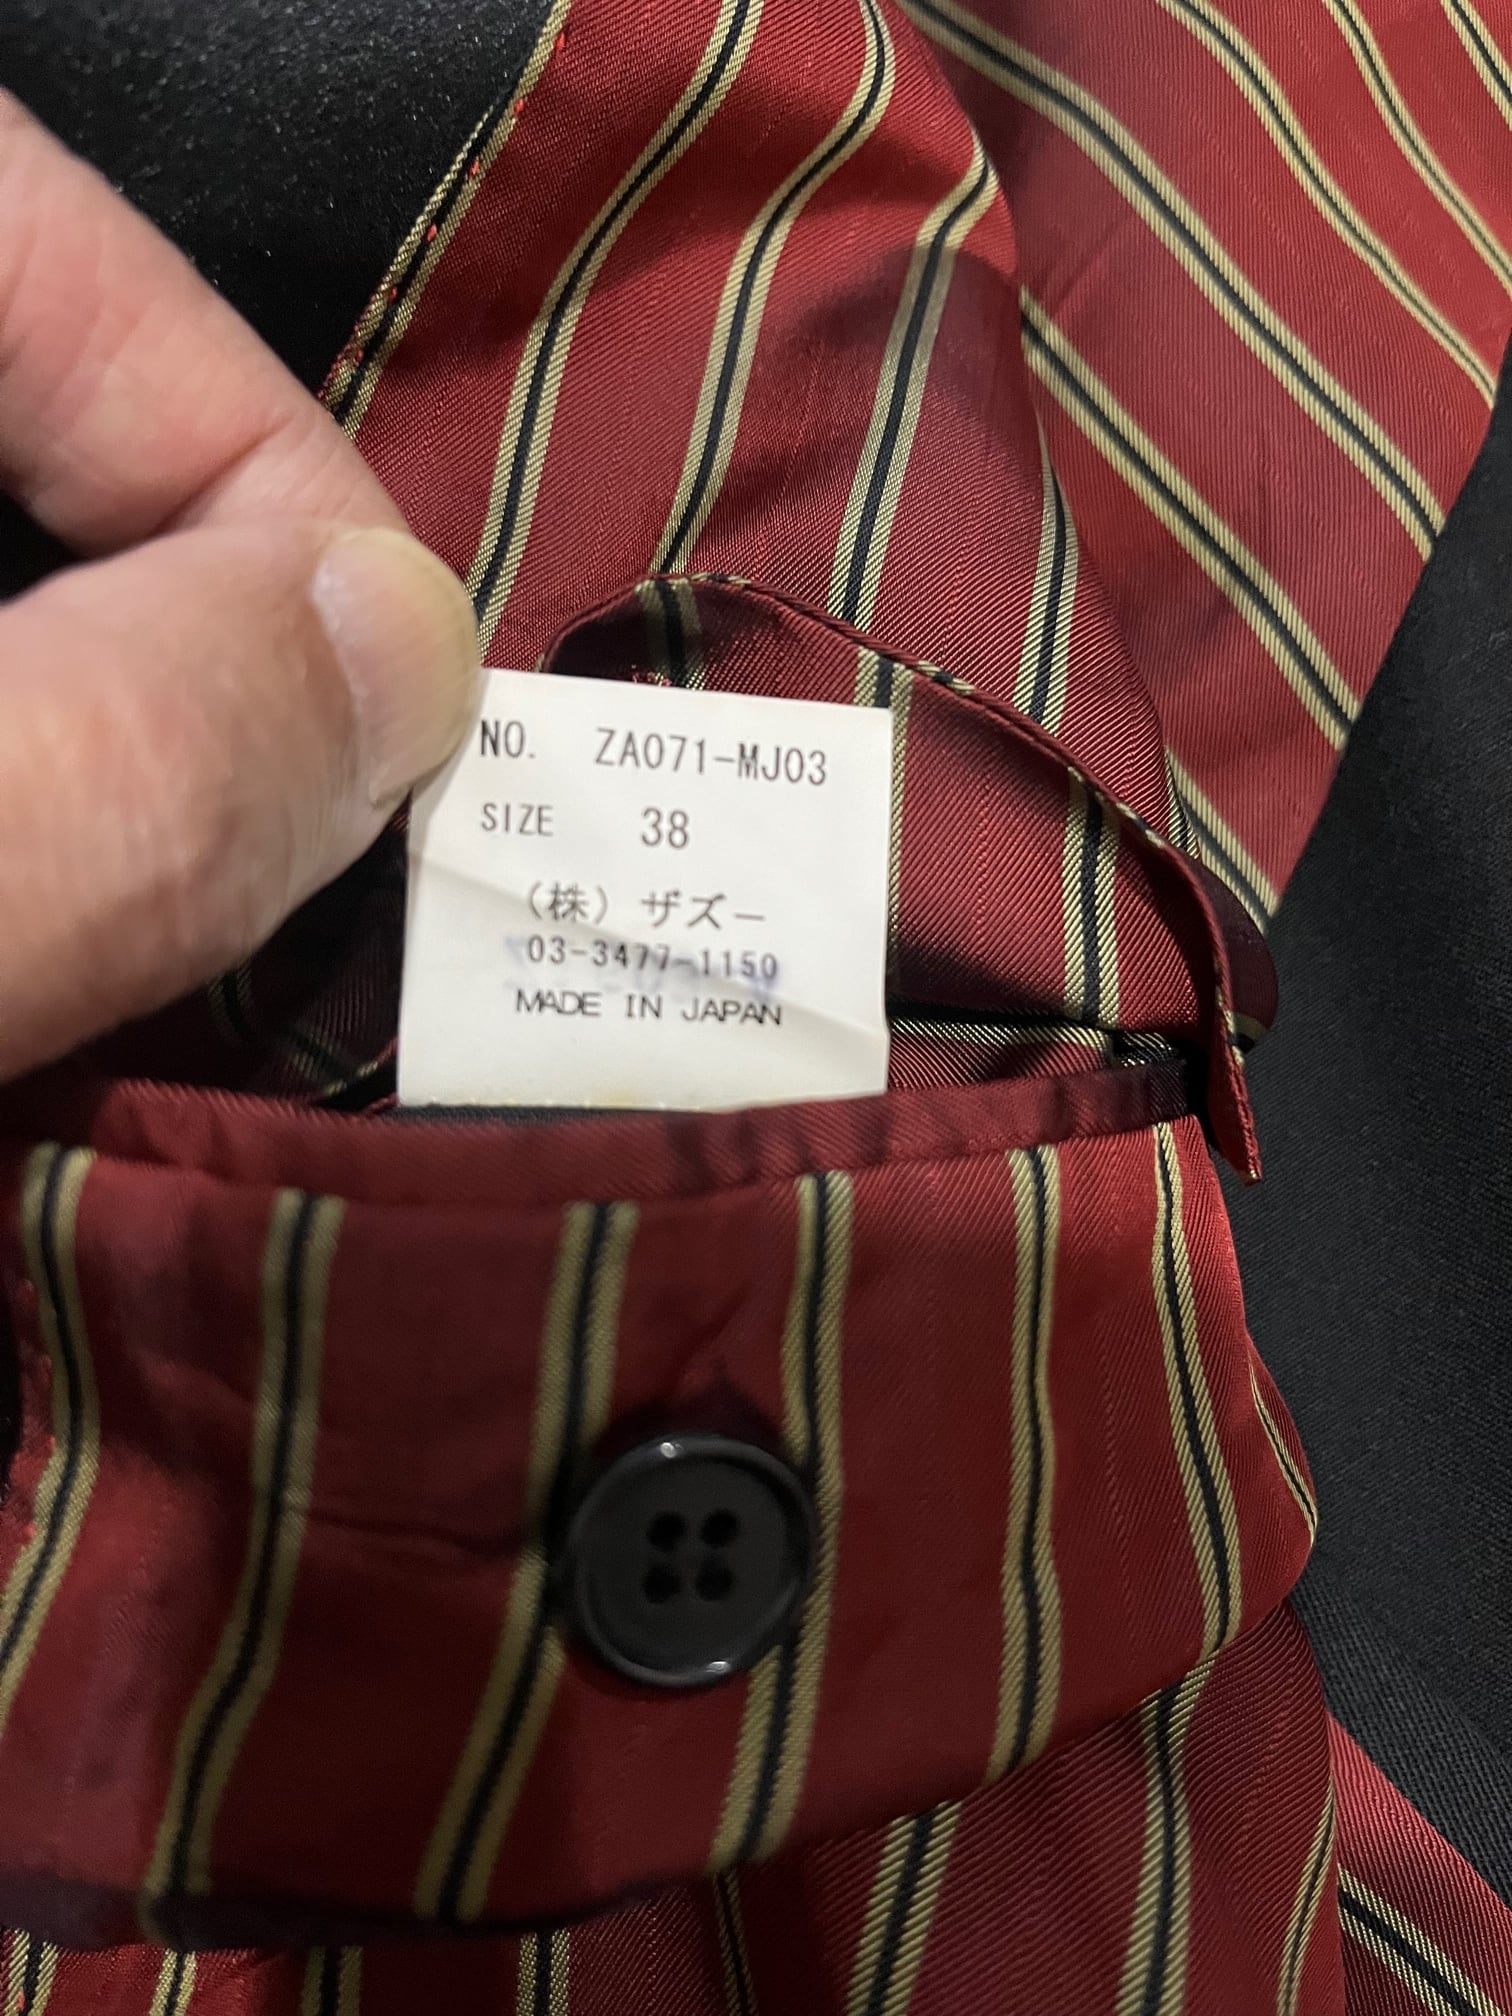 NO. ZA071-MJ03
SIZE 38
(株) ザズー
03-3477-1150
MADE IN JAPAN